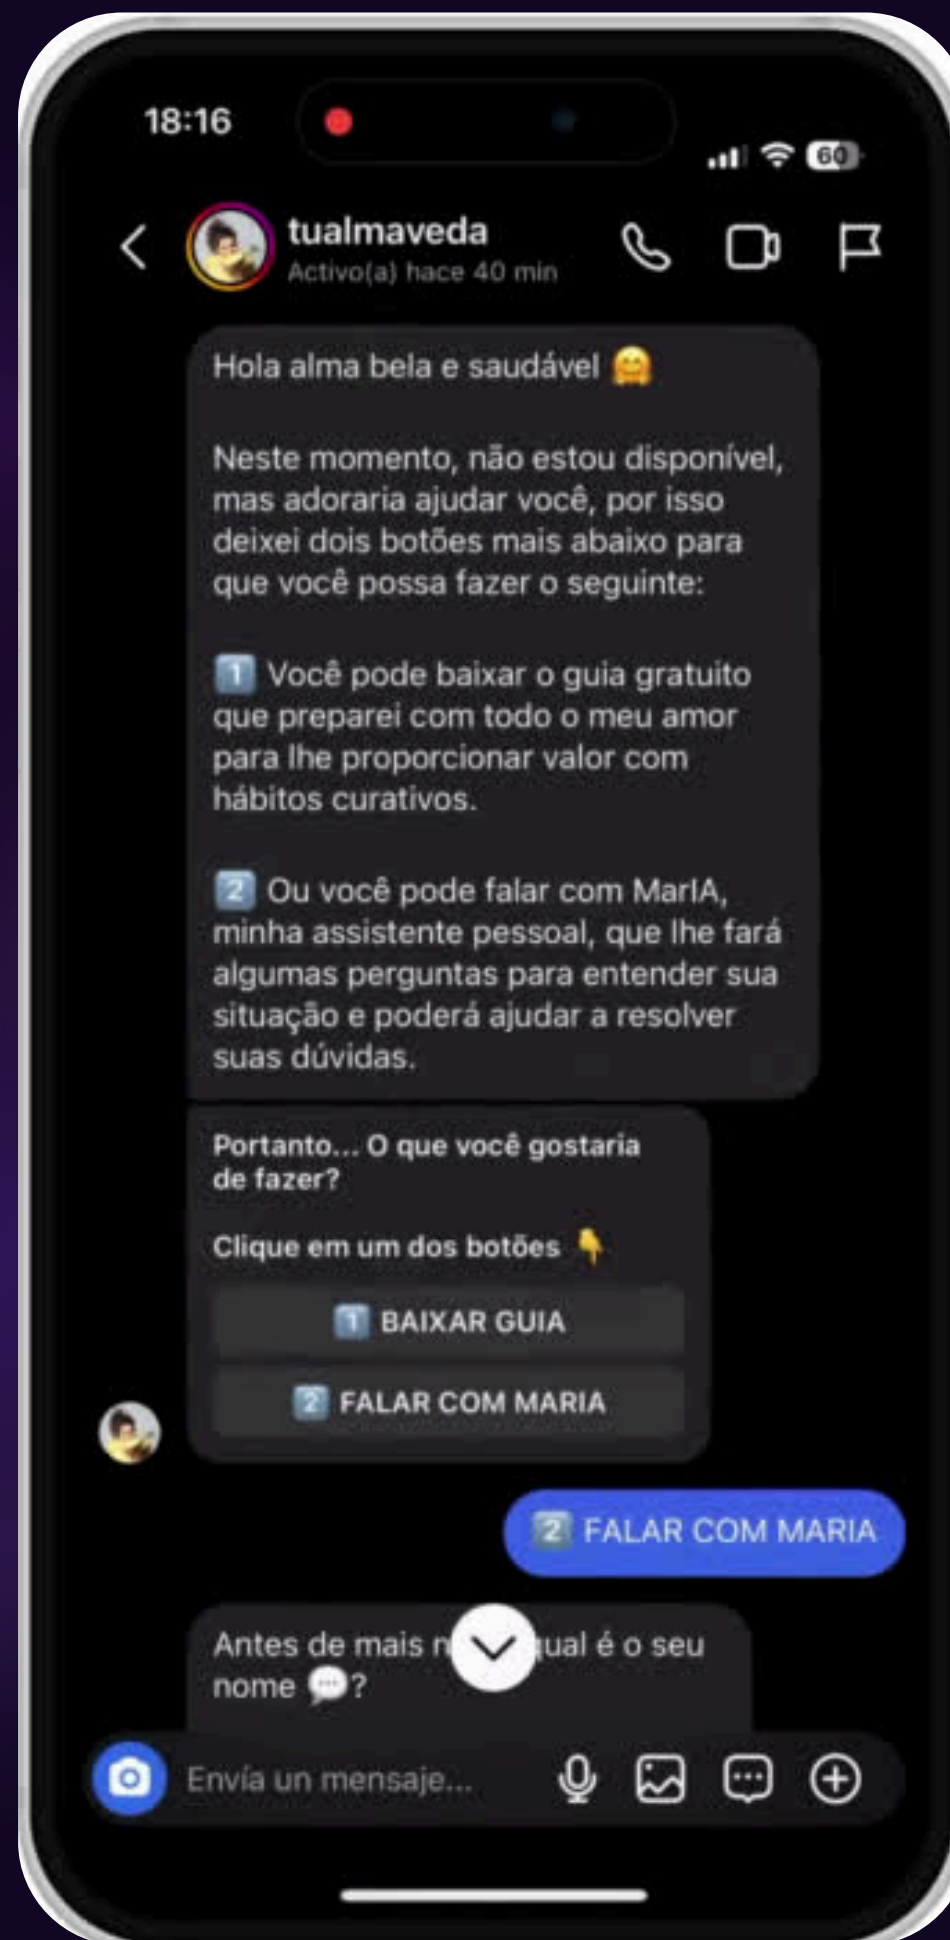 18:16
60
tualmaveda
Activo(a) hace 40 min
Hola alma bela e saudável 🤗
Neste momento, não estou disponível,
mas adoraria ajudar você, por isso
deixei dois botões mais abaixo para
que você possa fazer o seguinte:
1️⃣ Você pode baixar o guia gratuito
que preparei com todo o meu amor
para lhe proporcionar valor com
hábitos curativos.
2️⃣ Ou você pode falar com MarIA,
minha assistente pessoal, que lhe fará
algumas perguntas para entender sua
situação e poderá ajudar a resolver
suas dúvidas.
Portanto... O que você gostaria
de fazer?
Clique em um dos botões 👇
1️⃣ BAIXAR GUIA
2️⃣ FALAR COM MARIA
2️⃣ FALAR COM MARIA
Antes de mais qual é o seu
nome 💬?
Envía un mensaje...